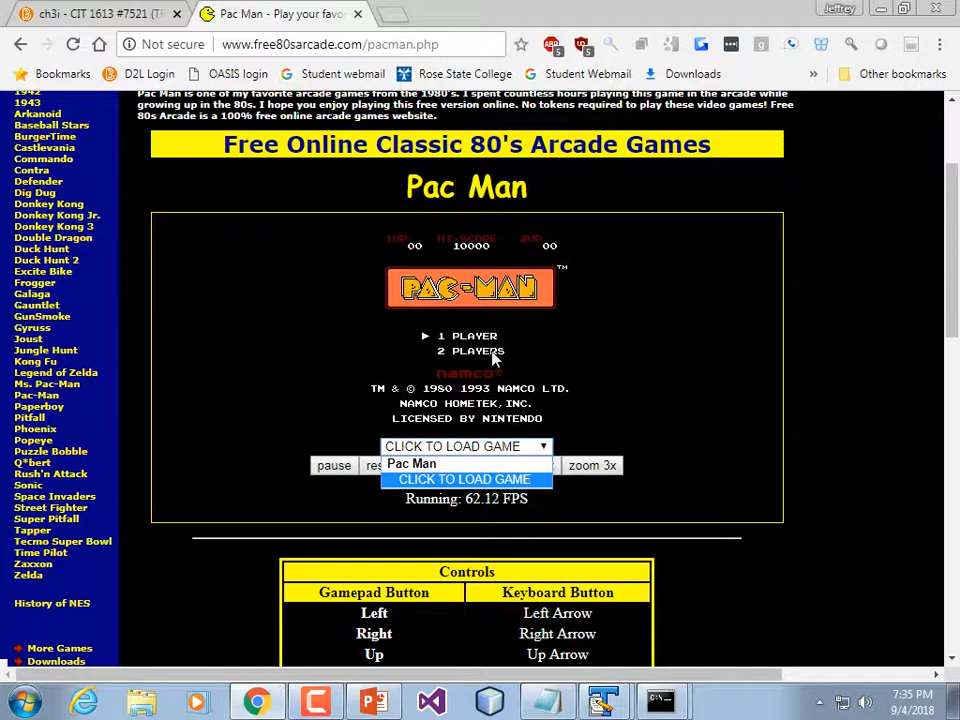 ch3i - CIT 1613 #7521 (TR
Pac Man - Play your favo
Jeffrey
Not secure
www.free80sarcade.com/pacman.php
ABP
5
5
Bookmarks
D2L Login
OASIS login
Student webmail
Rose State College
Student Webmail
Downloads
»
Other bookmarks
1942
1943
Arkanoid
Baseball Stars
BurgerTime
Castlevania
Commando
Contra
Defender
Dig Dug
Donkey Kong
Donkey Kong Jr.
Donkey Kong 3
Double Dragon
Duck Hunt
Duck Hunt 2
Excite Bike
Frogger
Galaga
Gauntlet
GunSmoke
Gyruss
Joust
Jungle Hunt
Kong Fu
Legend of Zelda
Ms. Pac-Man
Pac-Man
Paperboy
Pitfall
Phoenix
Popeye
Puzzle Bobble
Q*bert
Rush'n Attack
Sonic
Space Invaders
Street Fighter
Super Pitfall
Tapper
Tecmo Super Bowl
Time Pilot
Zaxxon
Zelda
History of NES
More Games
Downloads
Pac Man is one of my favorite arcade games from the 1980's. I spent countless hours playing this game in the arcade while
growing up in the 80s. I hope you enjoy playing this free version online. No tokens required to play these video games! Free
80s Arcade is a 100% free online arcade games website.
Free Online Classic 80's Arcade Games
Pac Man
1UP HI-SCORE 2UP
00 10000 00
PAC-MAN ™
1 PLAYER
2 PLAYERS
namco®
TM & © 1980 1993 NAMCO LTD.
NAMCO HOMETEK,INC.
LICENSED BY NINTENDO
CLICK TO LOAD GAME
Pac Man
CLICK TO LOAD GAME
pause
zoom 3x
Running: 62.12 FPS
Controls
Gamepad Button Keyboard Button
Left Left Arrow
Right Right Arrow
Up Up Arrow
7:35 PM
9/4/2018